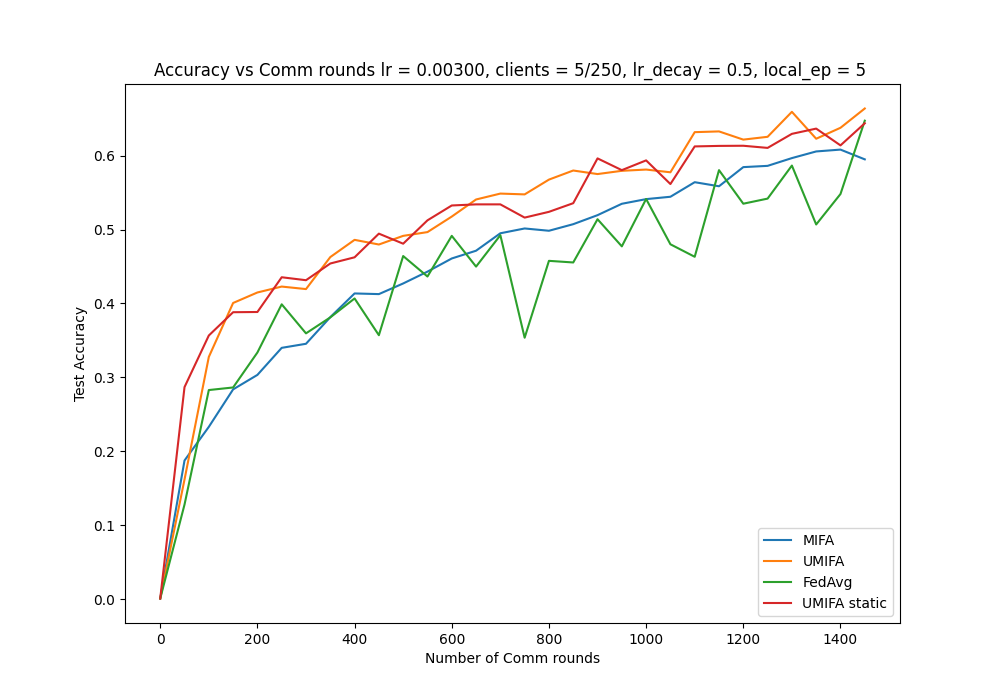 Accuracy vs Comm rounds lr = 0.00300, clients = 5/250, lr_decay = 0.5, local_ep = 5
Test Accuracy
0.6
0.5
0.4
0.3
0.2
0.1
0.0
MIFA
UMIFA
FedAvg
UMIFA static
0 200 400 600 800 1000 1200 1400
Number of Comm rounds